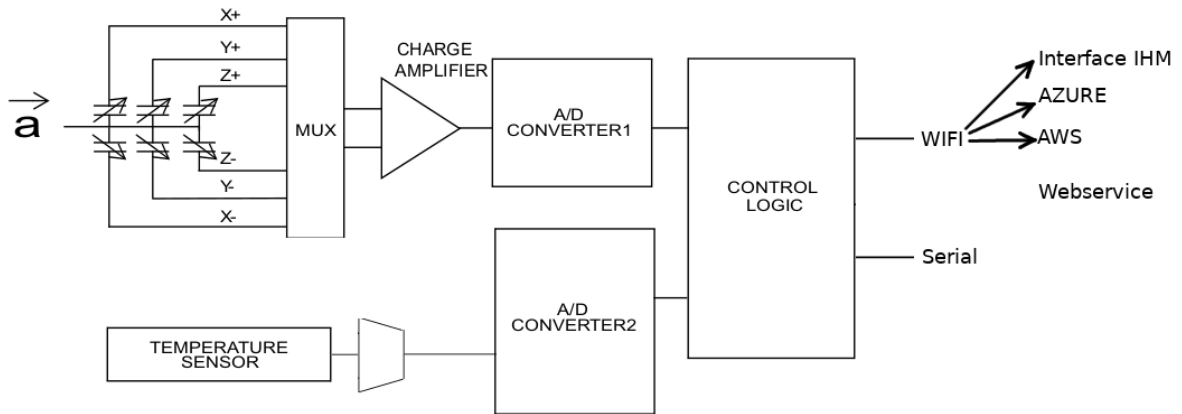 X+
Y+
Z+
a
Z-
Y-
X-
MUX
CHARGE
AMPLIFIER
A/D
CONVERTER1
CONTROL
LOGIC
WIFI
Interface IHM
AZURE
AWS
Webservice
Serial
TEMPERATURE
SENSOR
A/D
CONVERTER2